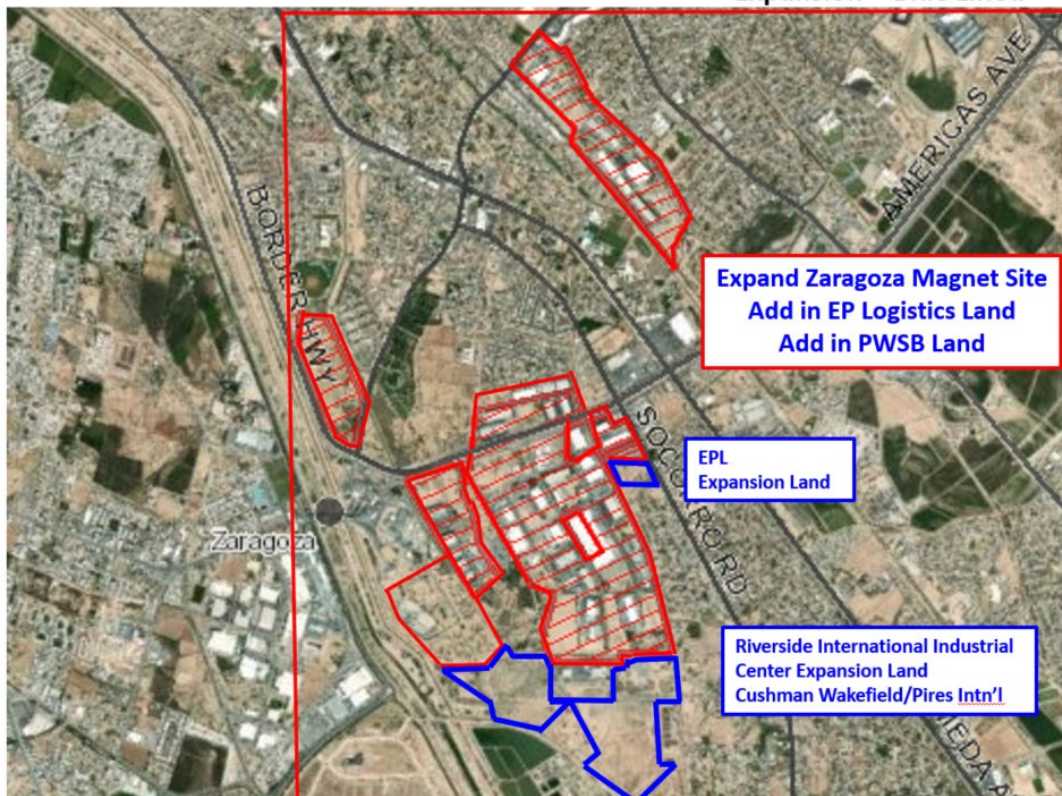 AMERICAS AVE
BORDER HWY
Expand Zaragoza Magnet Site
Add in EP Logistics Land
Add in PWSB Land
SOCORRO RD
EPL
Expansion Land
Zaragoza
Riverside International Industrial
Center Expansion Land
Cushman Wakefield/Pires Intn'l